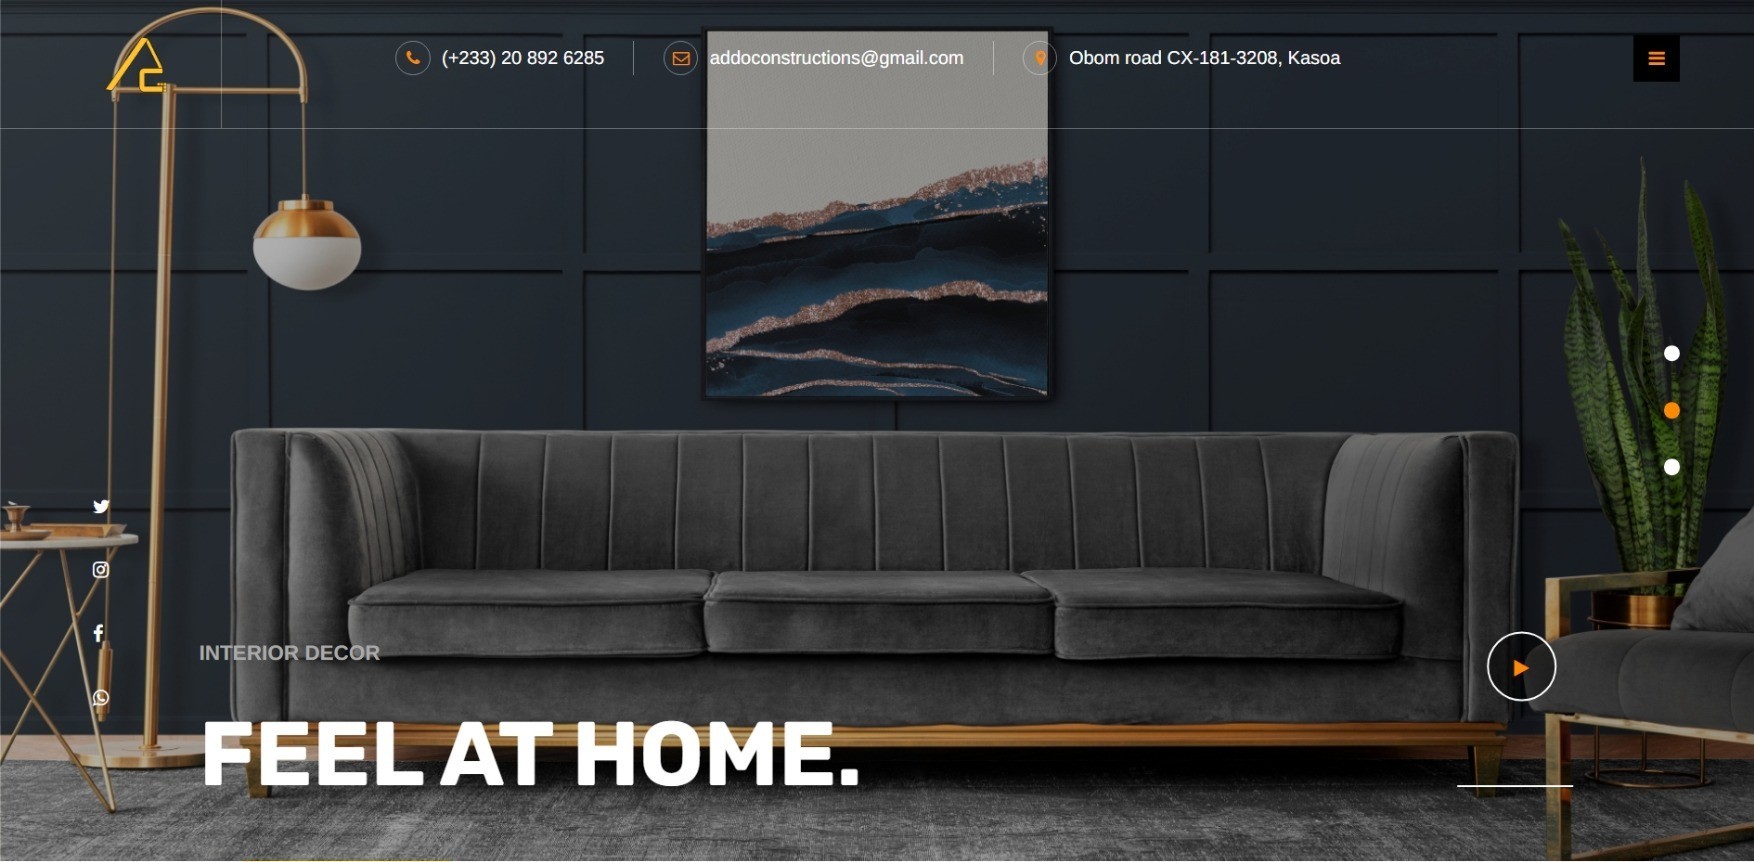 (+233) 20 892 6285
addoconstructions@gmail.com
Obom road CX-181-3208, Kasoa
INTERIOR DECOR
FEEL AT HOME.